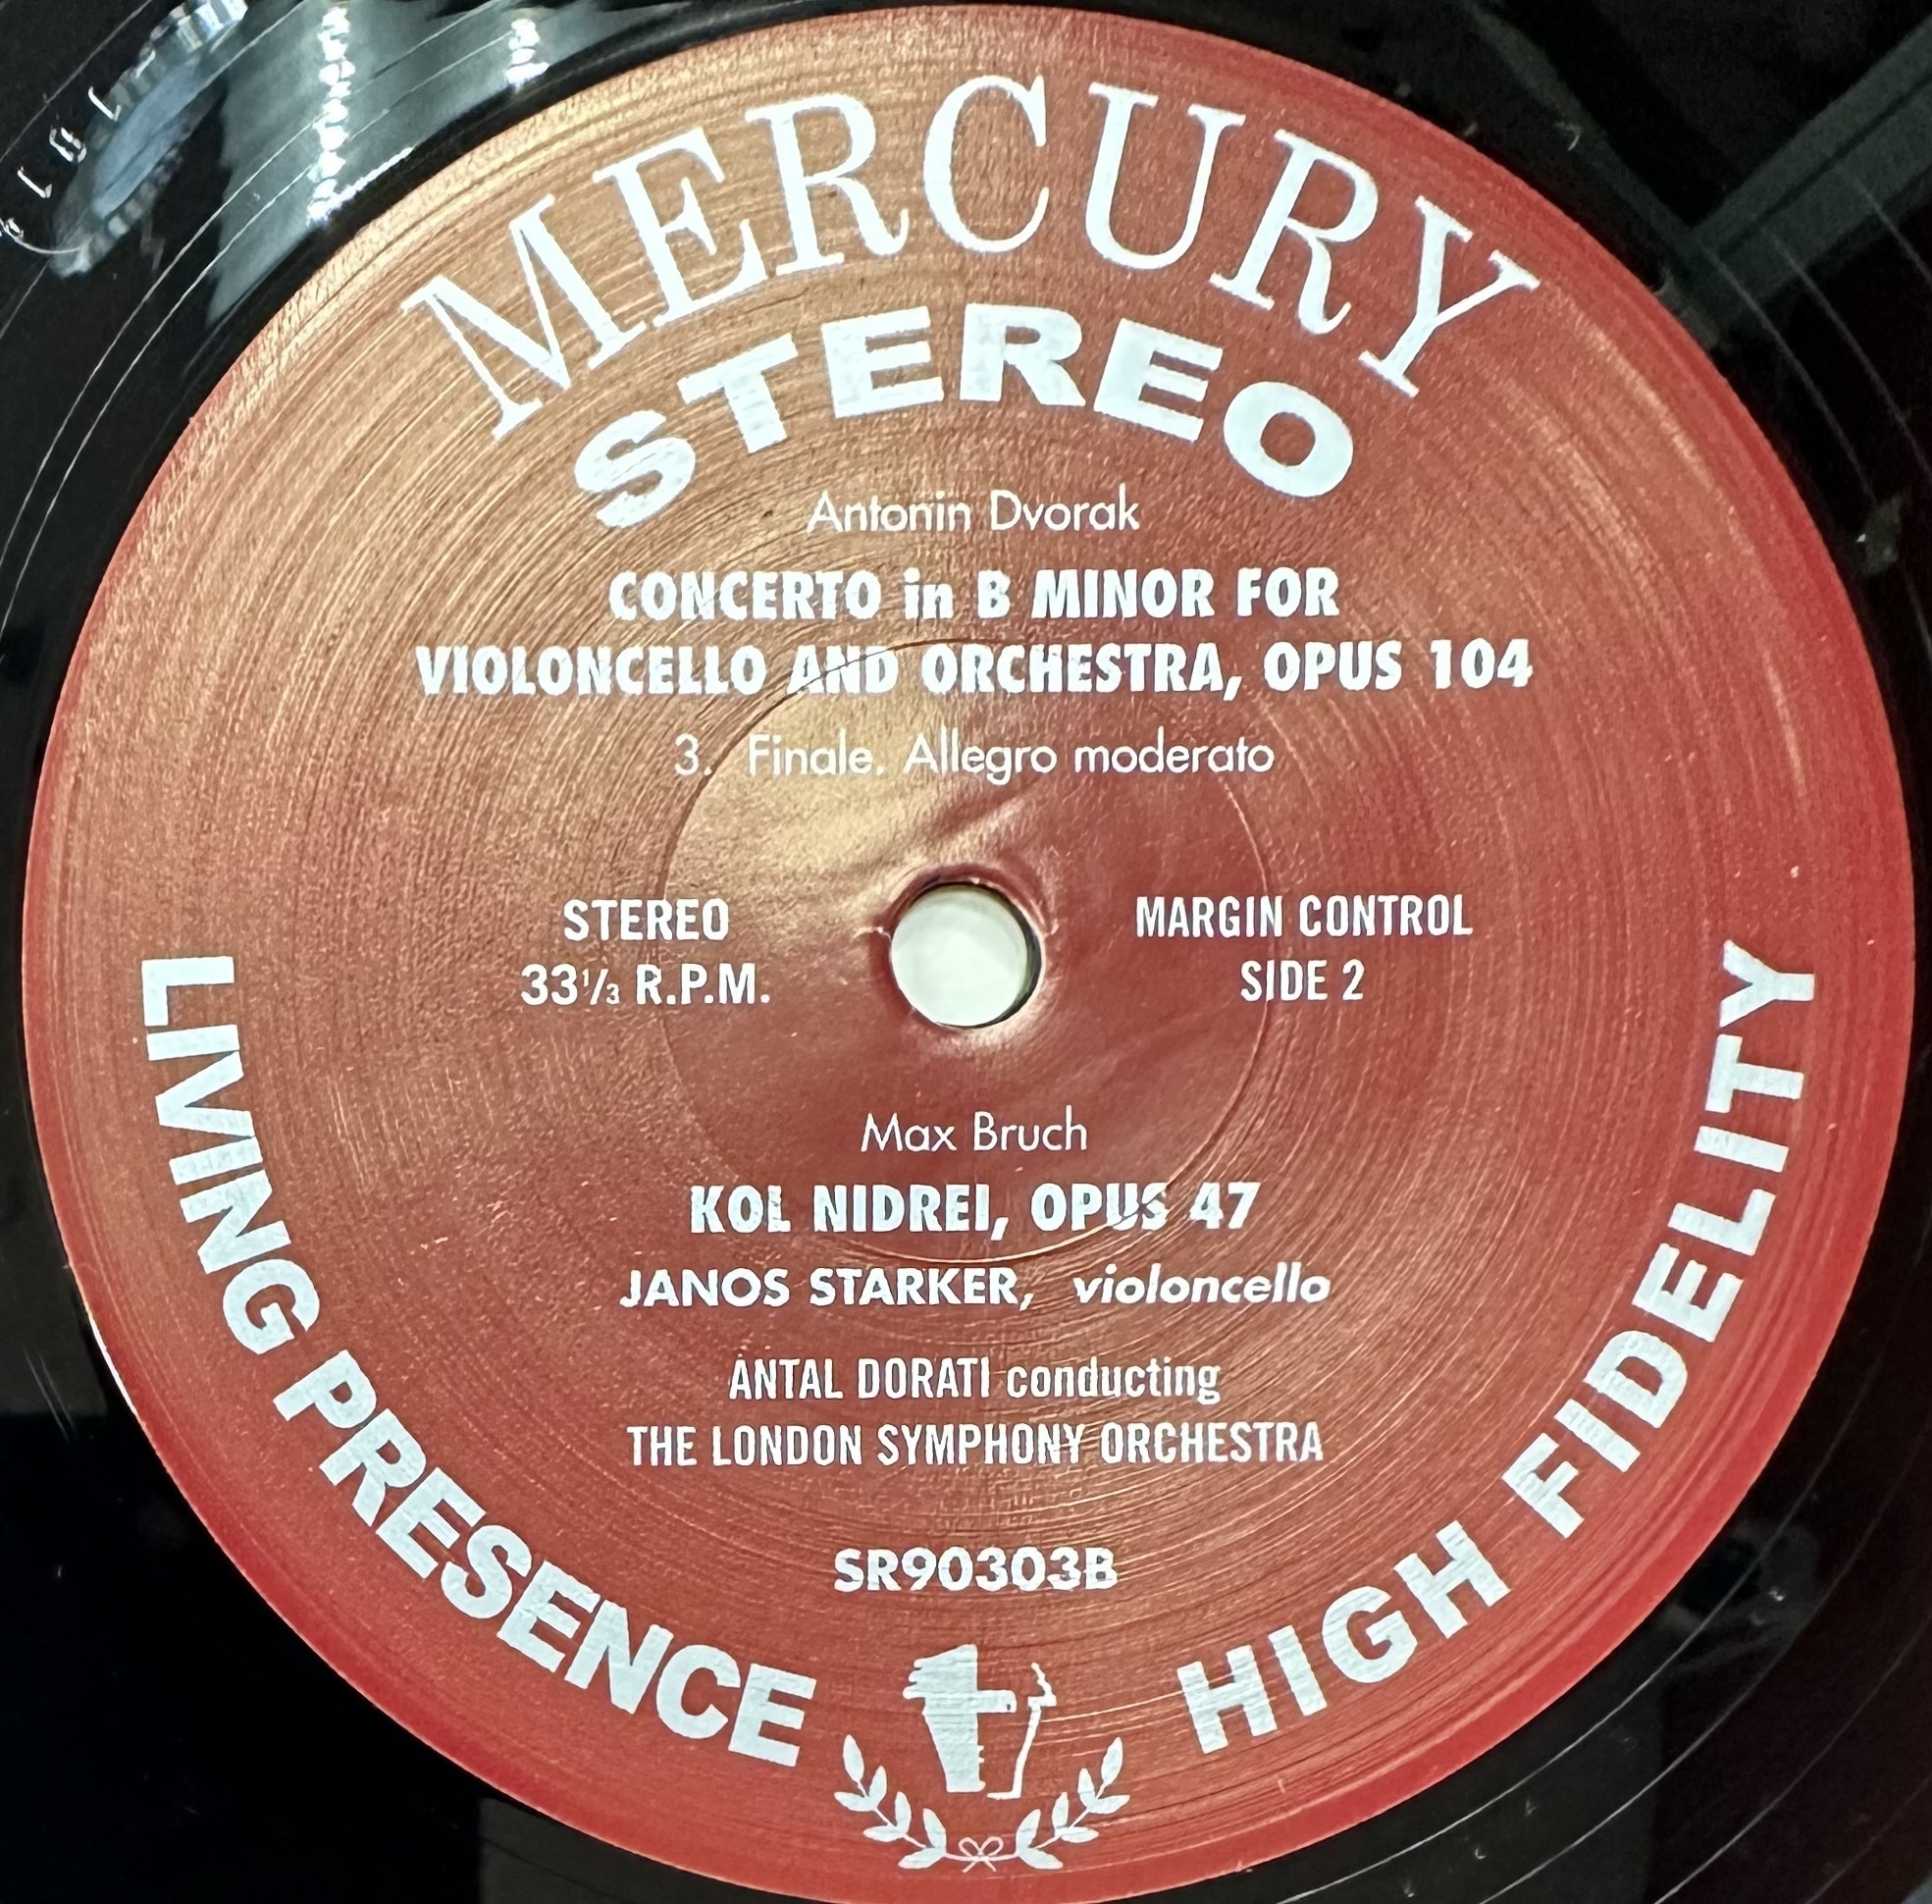 MERCURY
STEREO
Antonin Dvorak
CONCERTO in B MINOR FOR
VIOLONCELLO AND ORCHESTRA, OPUS 104
3. Finale. Allegro moderato
STEREO
33⅓ R.P.M.
MARGIN CONTROL
SIDE 2
Max Bruch
KOL NIDREI, OPUS 47
JANOS STARKER, violoncello
ANTAL DORATI conducting
THE LONDON SYMPHONY ORCHESTRA
SR90303B
LIVING PRESENCE
HIGH FIDELITY